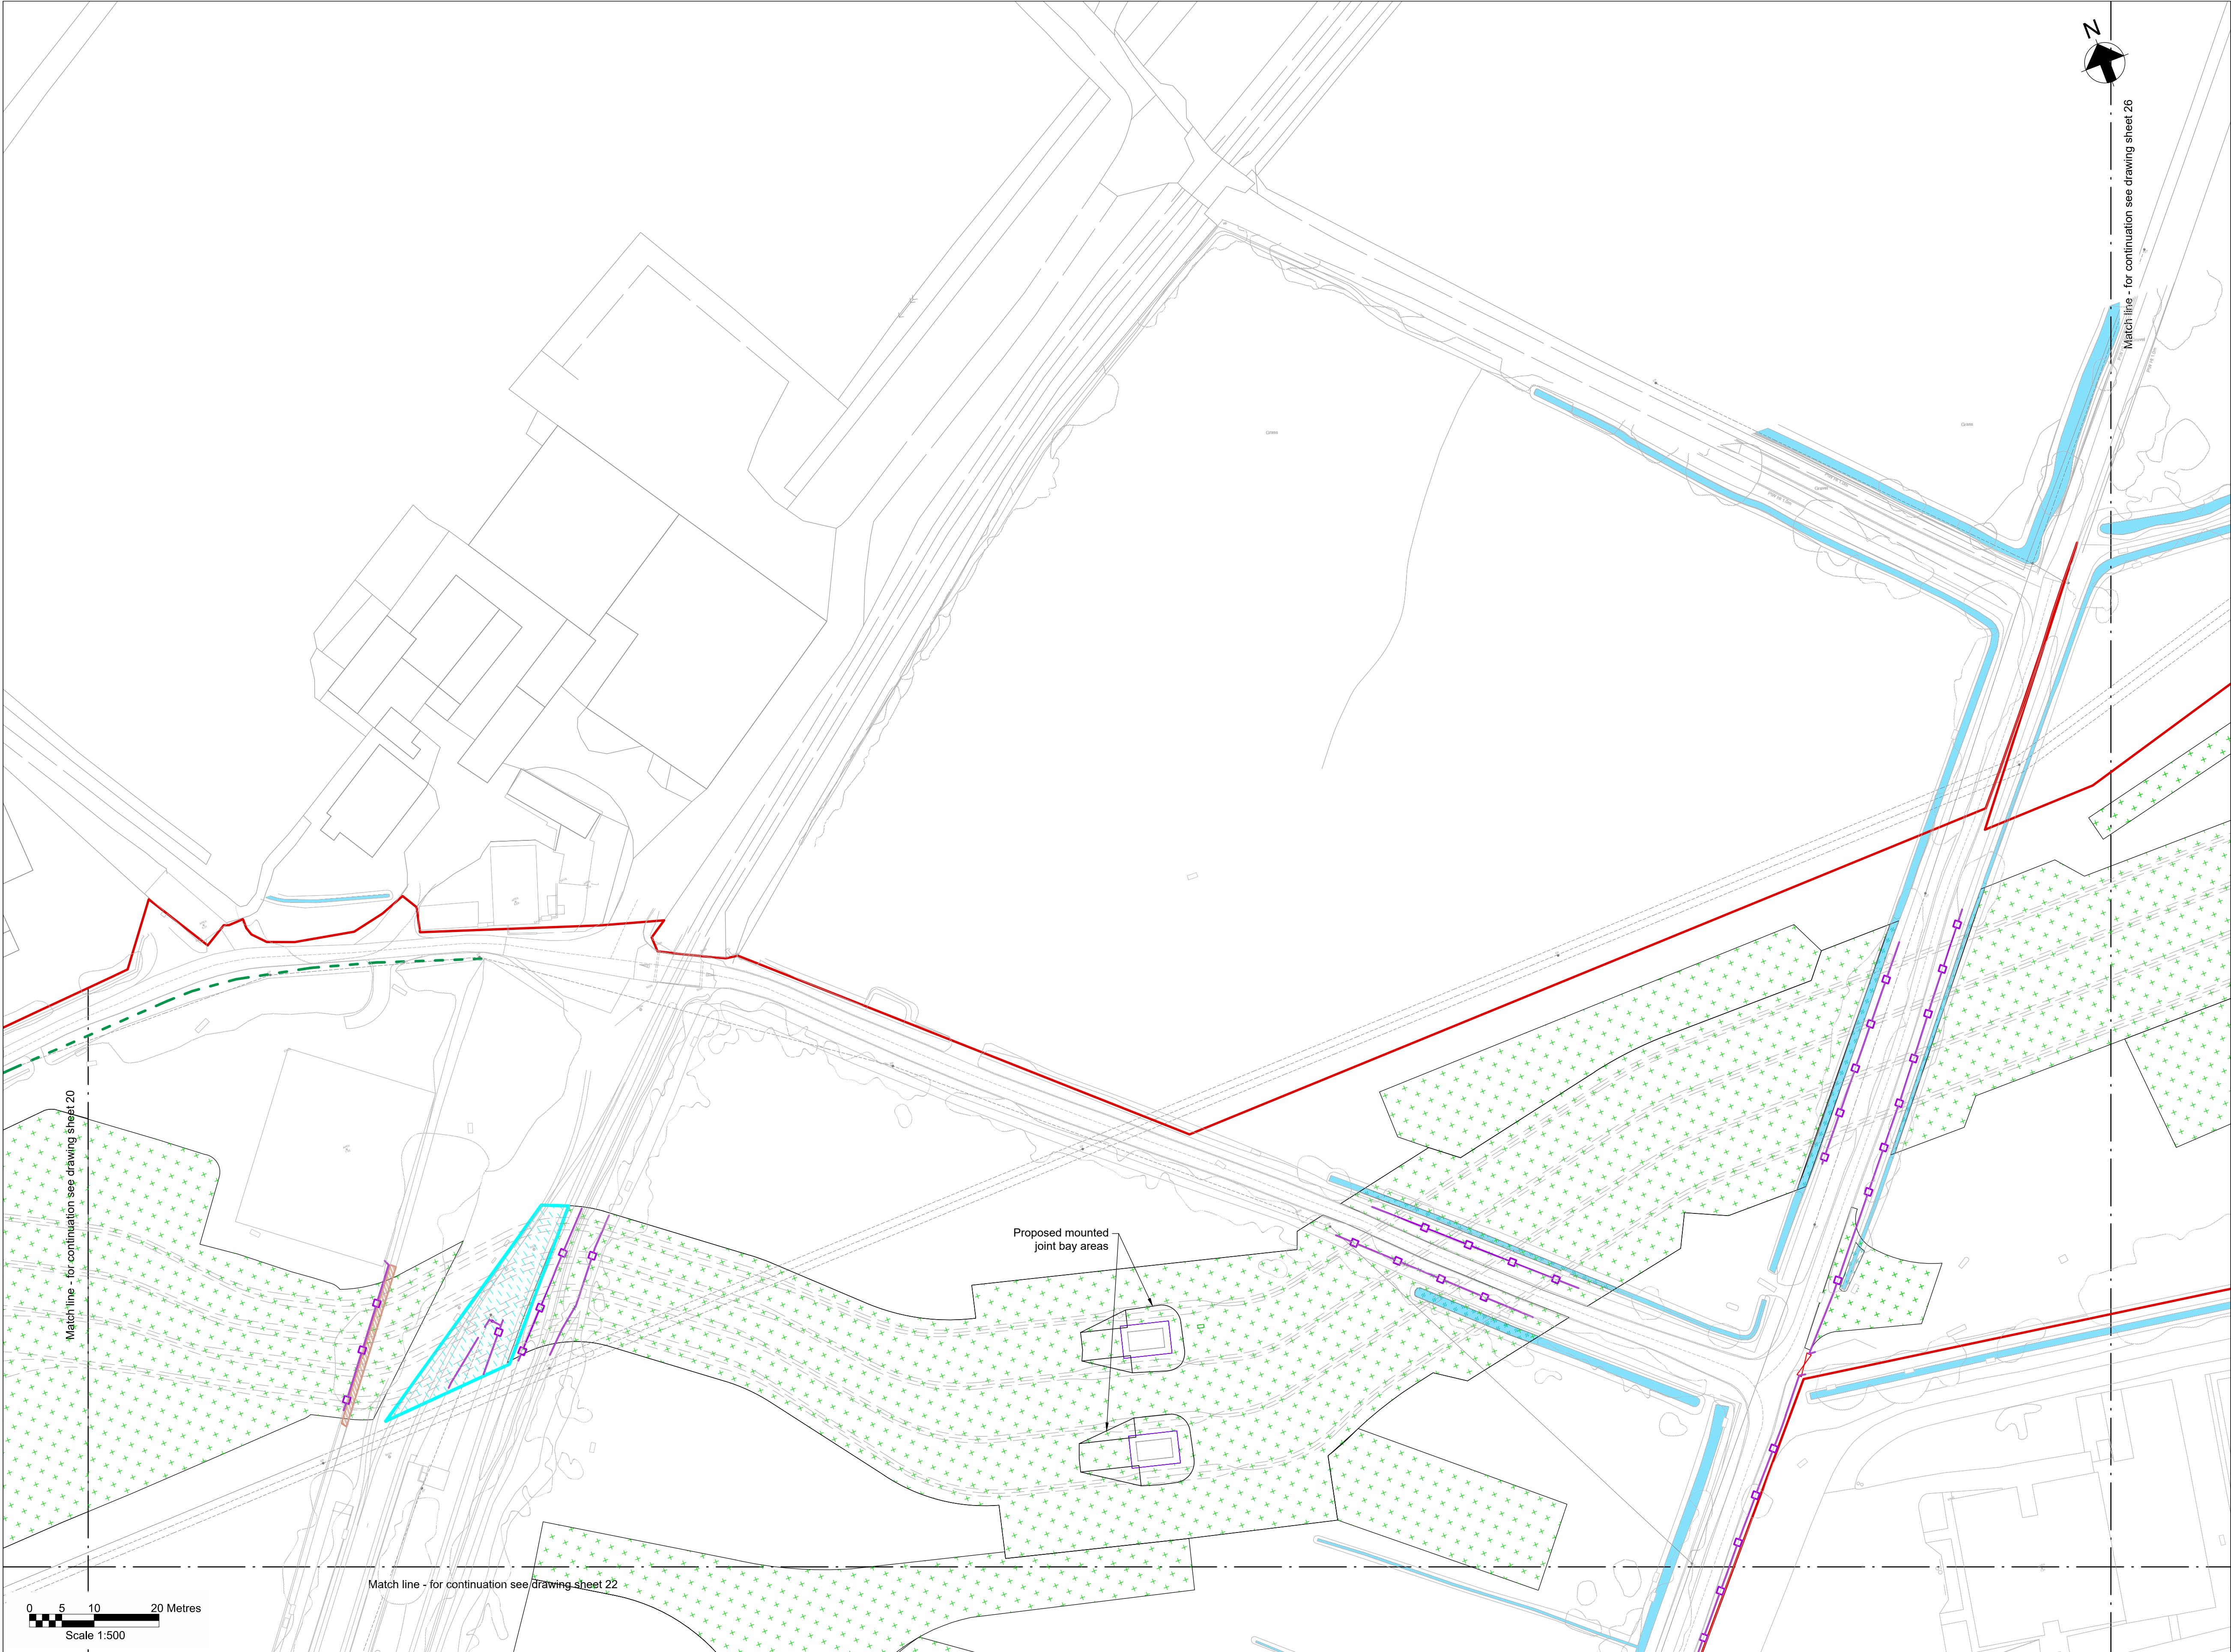 N
Match line - for continuation see drawing sheet 26
Proposed mounted
joint bay areas
Match line - for continuation see drawing sheet 20
Match line - for continuation see drawing sheet 22
0 5 10 20 Metres
Scale 1:500